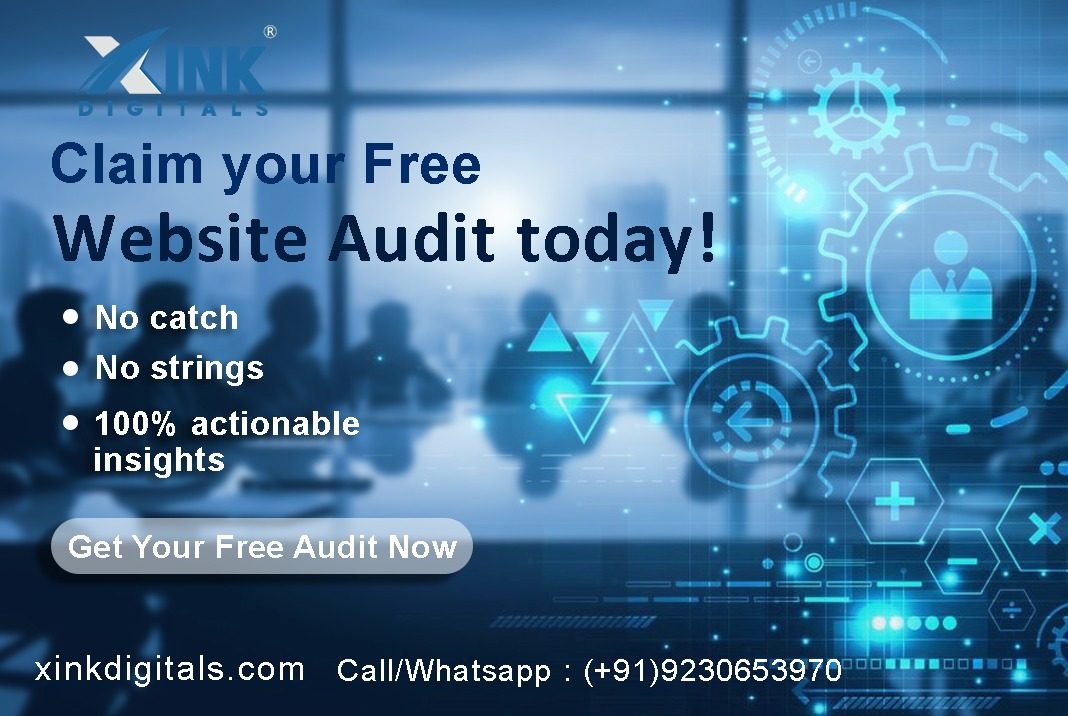 XINK®
DIGITALS
Claim your Free
Website Audit today!
No catch
No strings
100% actionable
insights
Get Your Free Audit Now
xinkdigitals.com Call/Whatsapp : (+91)9230653970